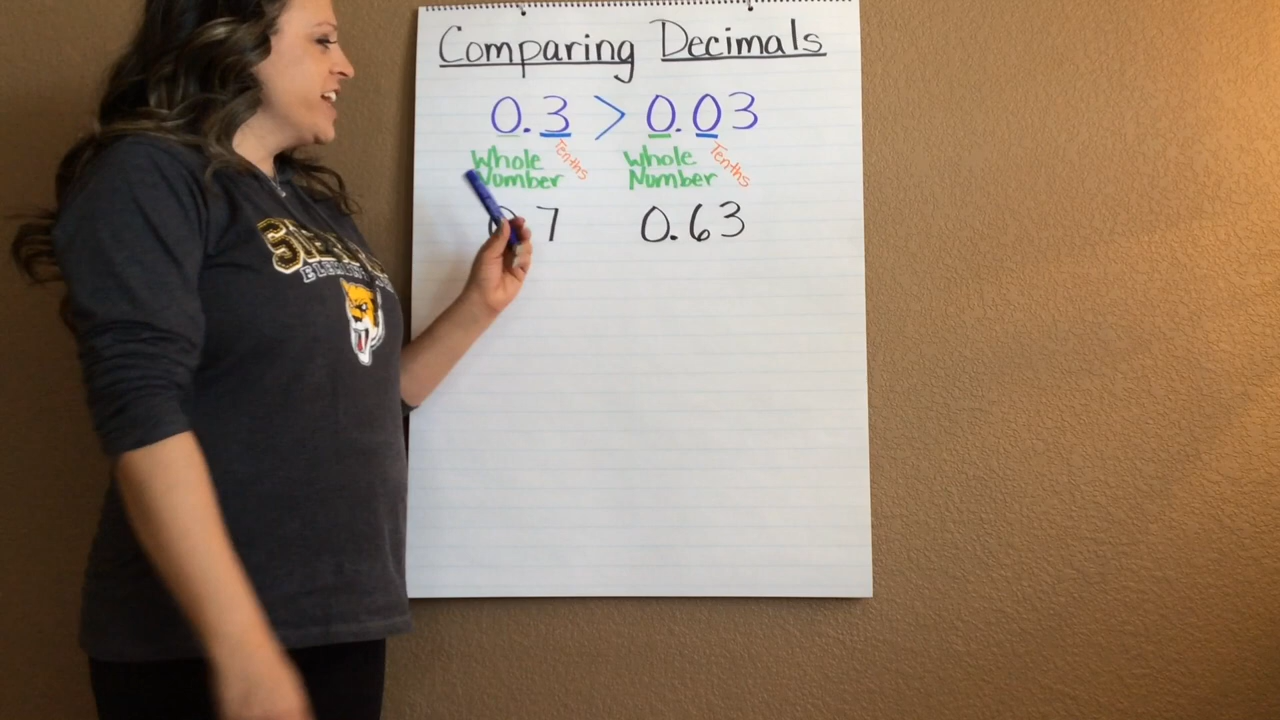 Comparing Decimals
0.3 > 0.03
Tenths Tenths
Whole Number Whole Number
7 0.63